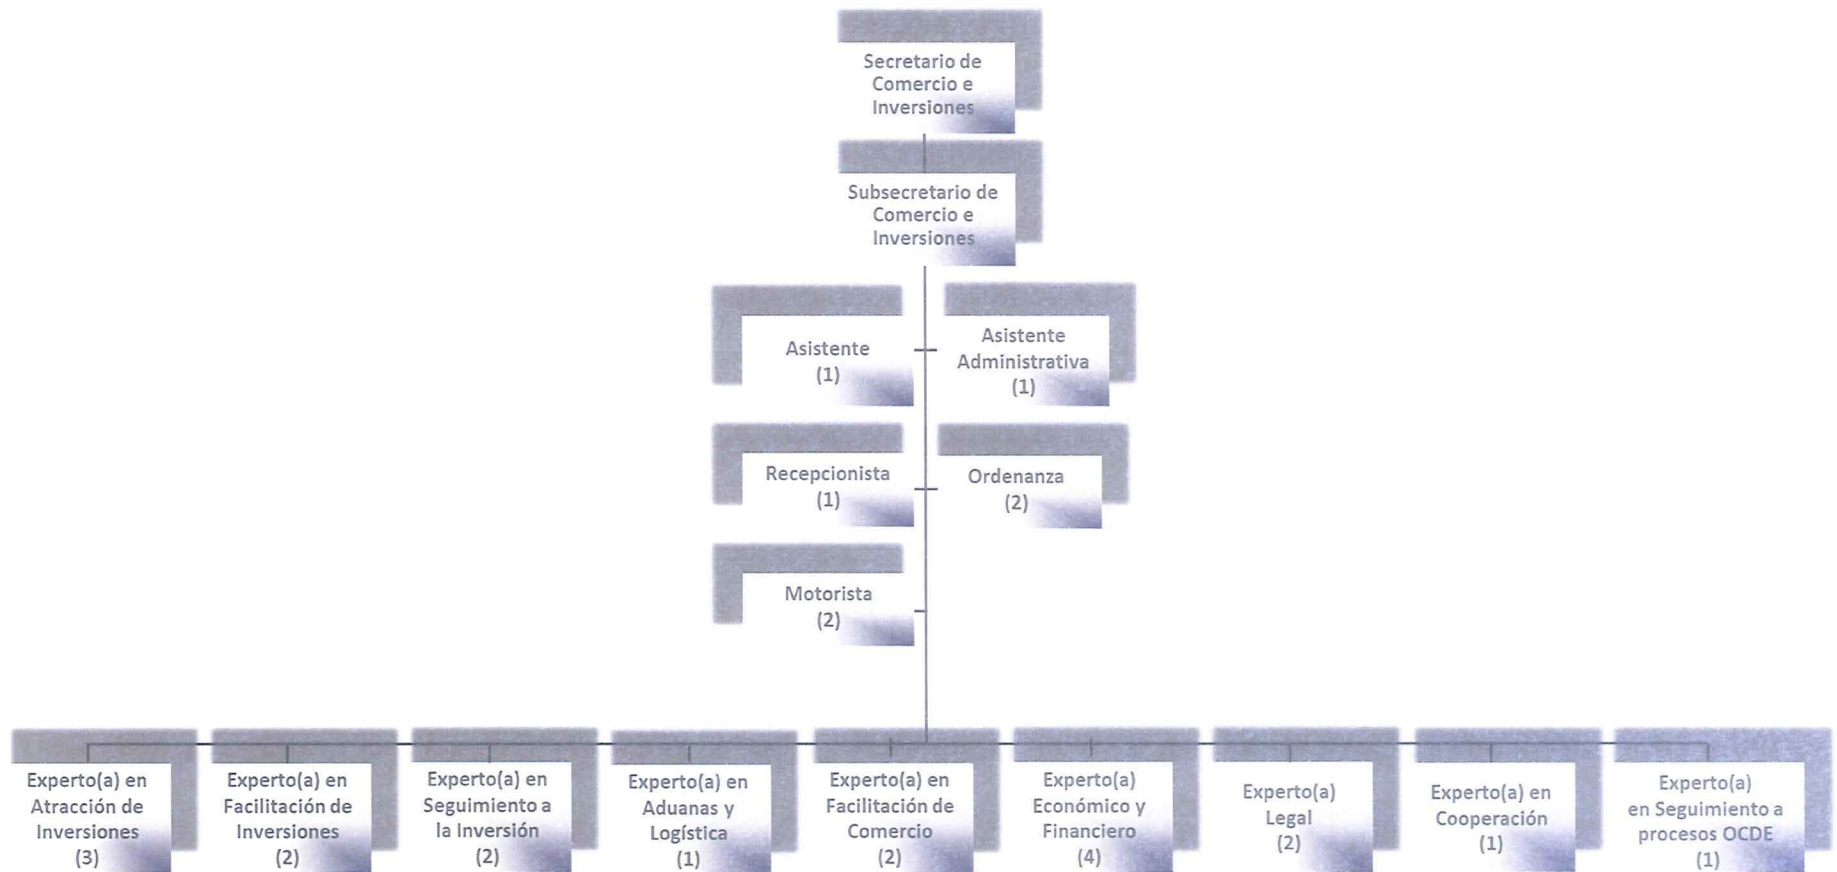 Secretario de
Comercio e
Inversiones
Subsecretario de
Comercio e
Inversiones
Asistente
(1)
Asistente
Administrativa
(1)
Recepcionista
(1)
Ordenanza
(2)
Motorista
(2)
Experto(a) en
Atracción de
Inversiones
(3)
Experto(a) en
Facilitación de
Inversiones
(2)
Experto(a) en
Seguimiento a
la Inversión
(2)
Experto(a) en
Aduanas y
Logística
(1)
Experto(a) en
Facilitación de
Comercio
(2)
Experto(a)
Económico y
Financiero
(4)
Experto(a)
Legal
(2)
Experto(a) en
Cooperación
(1)
Experto(a)
en Seguimiento a
procesos OCDE
(1)